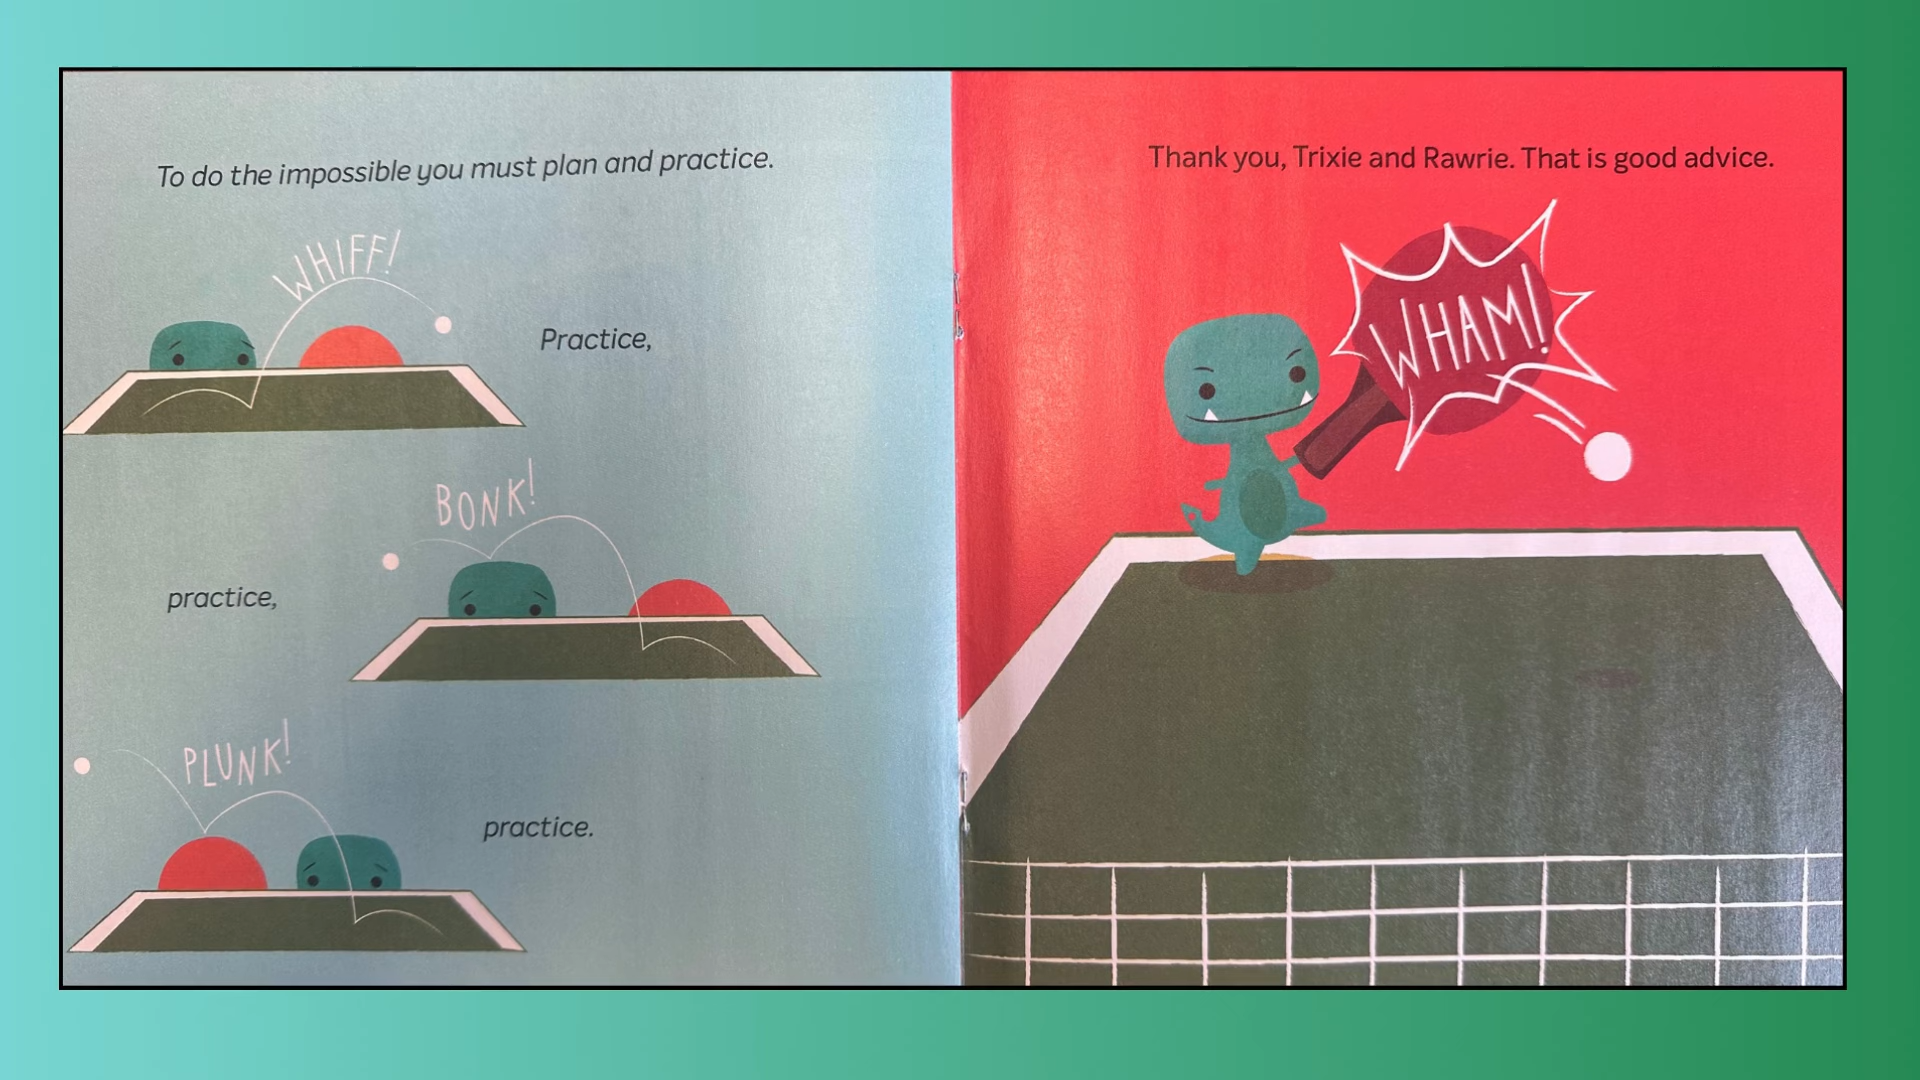 To do the impossible you must plan and practice.
WHIFF!
Practice,
BONK!
practice,
PLUNK!
practice.
Thank you, Trixie and Rawrie. That is good advice.
WHAM!